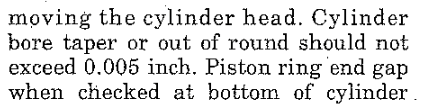 moving the cylinder head. Cylinder
bore taper or out of round should not
exceed 0.005 inch. Piston ring end gap
when checked at bottom of cylinder